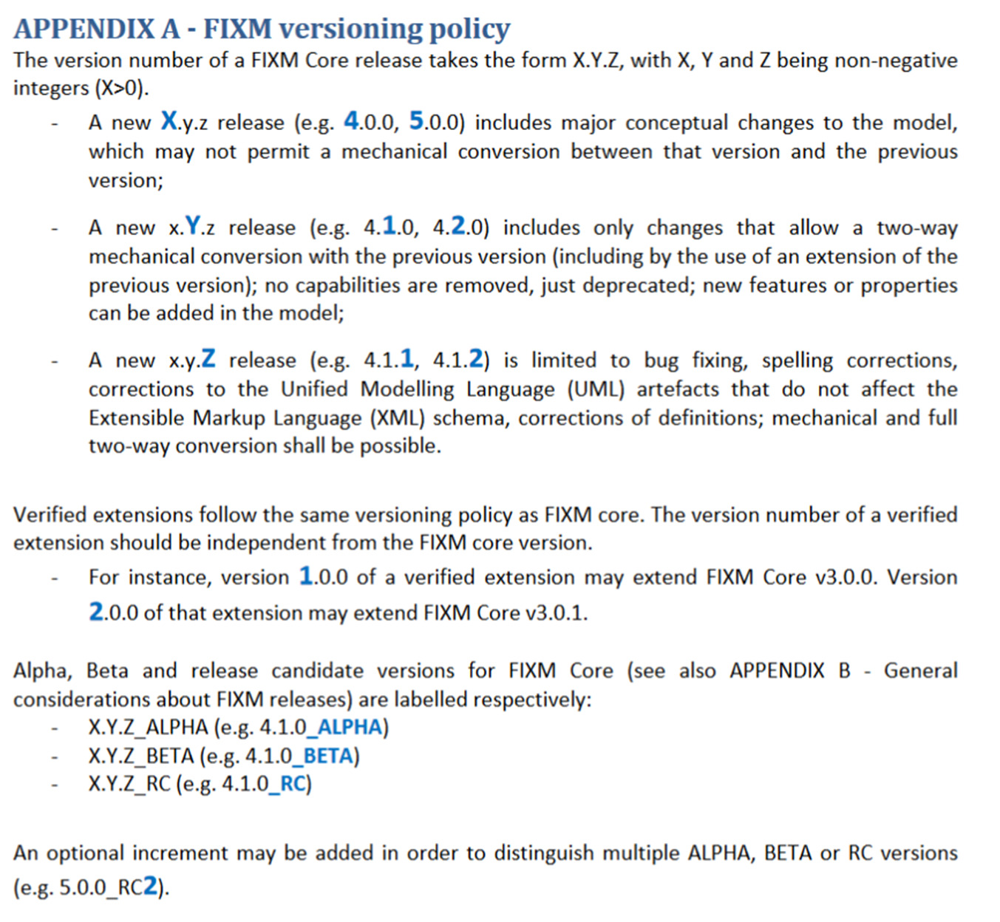 APPENDIX A - FIXM versioning policy
The version number of a FIXM Core release takes the form X.Y.Z, with X, Y and Z being non-negative
integers (X>0).
- A new X.y.z release (e.g. 4.0.0, 5.0.0) includes major conceptual changes to the model,
which may not permit a mechanical conversion between that version and the previous
version;
- A new x.Y.z release (e.g. 4.1.0, 4.2.0) includes only changes that allow a two-way
mechanical conversion with the previous version (including by the use of an extension of the
previous version); no capabilities are removed, just deprecated; new features or properties
can be added in the model;
- A new x.y.Z release (e.g. 4.1.1, 4.1.2) is limited to bug fixing, spelling corrections,
corrections to the Unified Modelling Language (UML) artefacts that do not affect the
Extensible Markup Language (XML) schema, corrections of definitions; mechanical and full
two-way conversion shall be possible.
Verified extensions follow the same versioning policy as FIXM core. The version number of a verified
extension should be independent from the FIXM core version.
- For instance, version 1.0.0 of a verified extension may extend FIXM Core v3.0.0. Version
2.0.0 of that extension may extend FIXM Core v3.0.1.
Alpha, Beta and release candidate versions for FIXM Core (see also APPENDIX B - General
considerations about FIXM releases) are labelled respectively:
- X.Y.Z_ALPHA (e.g. 4.1.0_ALPHA)
- X.Y.Z_BETA (e.g. 4.1.0_BETA)
- X.Y.Z_RC (e.g. 4.1.0_RC)
An optional increment may be added in order to distinguish multiple ALPHA, BETA or RC versions
(e.g. 5.0.0_RC2).